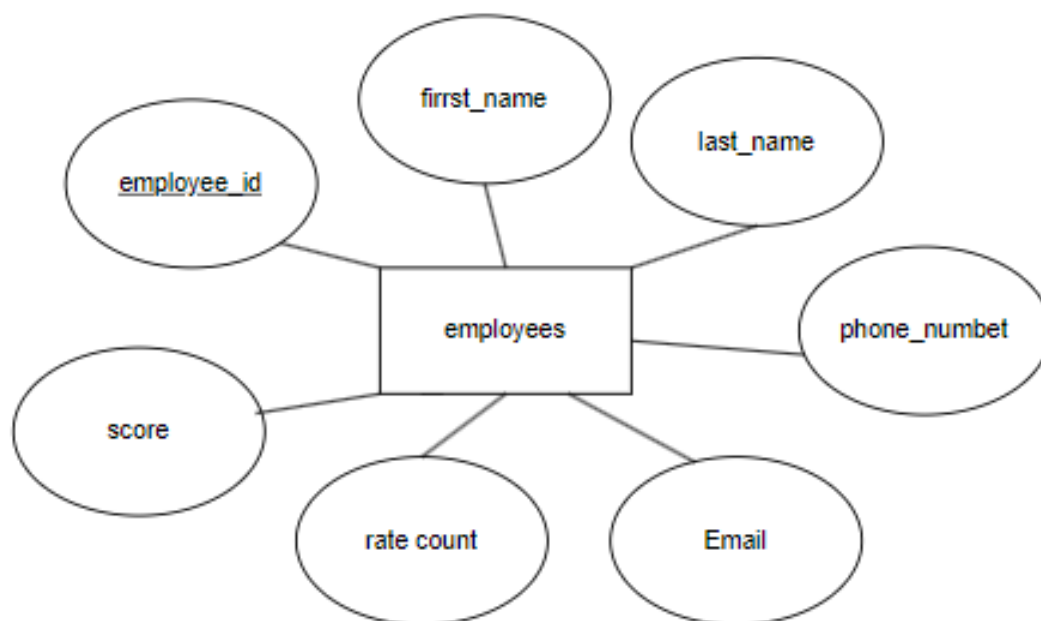 firrst_name
last_name
employee_id
employees
phone_numbet
score
rate count
Email